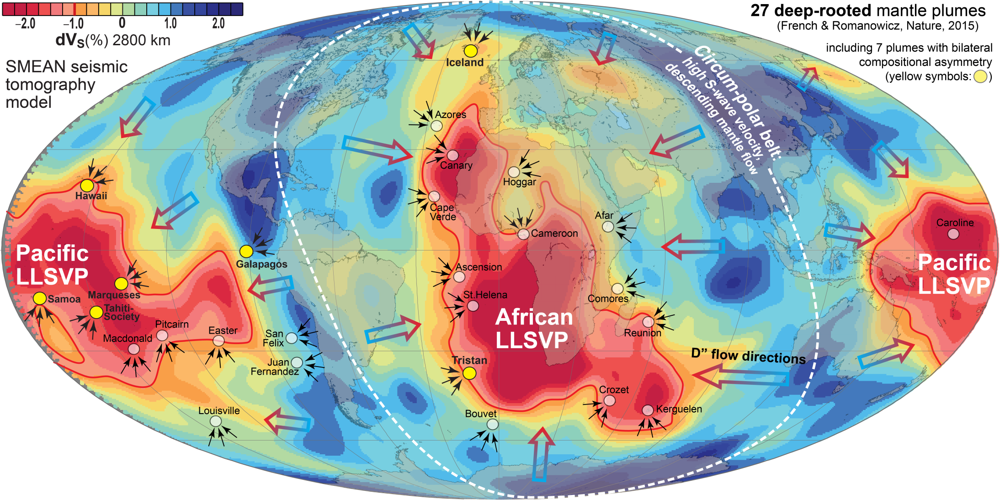 −2.0 −1.0 0 1.0 2.0
dVS(%) 2800 km
SMEAN seismic
tomography
model
27 deep-rooted mantle plumes
(French & Romanowicz, Nature, 2015)
including 7 plumes with bilateral
compositional asymmetry
(yellow symbols: )
Circum-polar belt:
high S-wave velocity,
descending mantle flow
Iceland
Azores
Canary
Hoggar
Hawaii
Cape
Verde
Afar
Cameroon
Caroline
Pacific
LLSVP
Galapagos
Pacific
LLSVP
Ascension
Marqueses
Samoa
St.Helena
Comores
Tahiti-
Society
African
LLSVP
Pitcairn
Easter
San
Felix
Reunion
Macdonald
D” flow directions
Juan
Fernandez
Tristan
Crozet
Louisville
Bouvet
Kerguelen